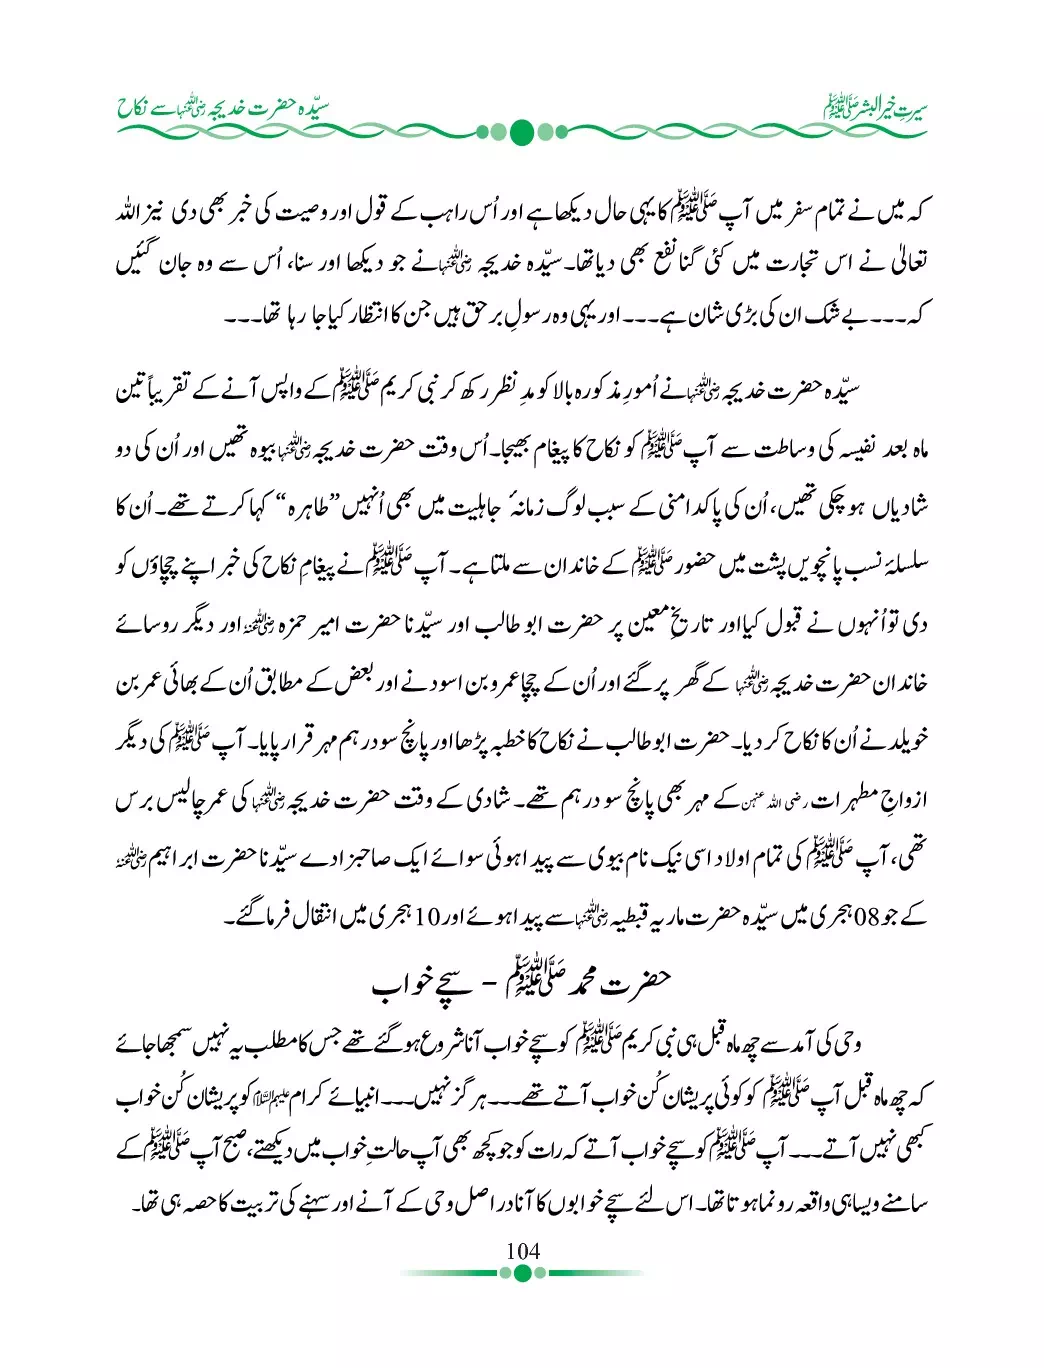 سیرتِ خیر البشر ﷺ
سیّدہ حضرت خدیجہ رضی اللہ عنہا سے نکاح
کہ میں نے تمام سفر میں آپ ﷺ کا یہی حال دیکھا ہے اور اُس راہب کے قول اور وصیت کی خبر بھی دی نیز اللہ
تعالیٰ نے اس تجارت میں کئی گنا نفع بھی دیا تھا۔ سیّدہ خدیجہ رضی اللہ عنہا نے جو دیکھا اور سنا، اُس سے وہ جان گئیں
کہ۔۔۔ بے شک ان کی بڑی شان ہے۔۔۔ اور یہی وہ رسولِ برحق ہیں جن کا انتظار کیا جا رہا تھا۔۔۔
سیّدہ حضرت خدیجہ رضی اللہ عنہا نے اُمورِ مذکورہ بالا کو مدِ نظر رکھ کر نبی کریم ﷺ کے واپس آنے کے تقریباً تین
ماہ بعد نفیسہ کی وساطت سے آپ ﷺ کو نکاح کا پیغام بھیجا۔ اُس وقت حضرت خدیجہ رضی اللہ عنہا بیوہ تھیں اور اُن کی دو
شادیاں ہو چکی تھیں، اُن کی پاکدامنی کے سبب لوگ زمانۂ جاہلیت میں بھی اُنہیں ”طاہرہ“ کہا کرتے تھے۔ اُن کا
سلسلۂ نسب پانچویں پشت میں حضور ﷺ کے خاندان سے ملتا ہے۔ آپ ﷺ نے پیغامِ نکاح کی خبر اپنے چچاؤں کو
دی تو اُنہوں نے قبول کیا اور تاریخِ معین پر حضرت ابو طالب اور سیّدنا حضرت امیر حمزہ رضی اللہ عنہ اور دیگر روسائے
خاندان حضرت خدیجہ رضی اللہ عنہا کے گھر پر گئے اور اُن کے چچا عمرو بن اسود نے اور بعض کے مطابق اُن کے بھائی عمر بن
خویلد نے اُن کا نکاح کر دیا۔ حضرت ابو طالب نے نکاح کا خطبہ پڑھا اور پانچ سو درہم مہر قرار پایا۔ آپ ﷺ کی دیگر
ازواجِ مطہرات رضی اللہ عنہن کے مہر بھی پانچ سو درہم تھے۔ شادی کے وقت حضرت خدیجہ رضی اللہ عنہا کی عمر چالیس برس
تھی، آپ ﷺ کی تمام اولاد اسی نیک نام بیوی سے پیدا ہوئی سوائے ایک صاحبزادے سیّدنا حضرت ابراہیم رضی اللہ عنہ
کے جو 08 ہجری میں سیّدہ حضرت ماریہ قبطیہ رضی اللہ عنہا سے پیدا ہوئے اور 10 ہجری میں انتقال فرما گئے۔
حضرت محمد ﷺ - سچے خواب
وحی کی آمد سے چھ ماہ قبل ہی نبی کریم ﷺ کو سچے خواب آنا شروع ہو گئے تھے جس کا مطلب یہ نہیں سمجھا جائے
کہ چھ ماہ قبل آپ ﷺ کو کوئی پریشان کُن خواب آتے تھے۔۔۔ ہرگز نہیں۔۔۔ انبیائے کرام علیہم السلام کو پریشان کُن خواب
کبھی نہیں آتے۔۔۔ آپ ﷺ کو سچے خواب آتے کہ رات کو جو کچھ بھی آپ حالتِ خواب میں دیکھتے، صبح آپ ﷺ کے
سامنے ویسا ہی واقعہ رونما ہوتا تھا۔ اس لئے سچے خوابوں کا آنا دراصل وحی کے آنے اور سہنے کی تربیت کا حصہ ہی تھا۔
104